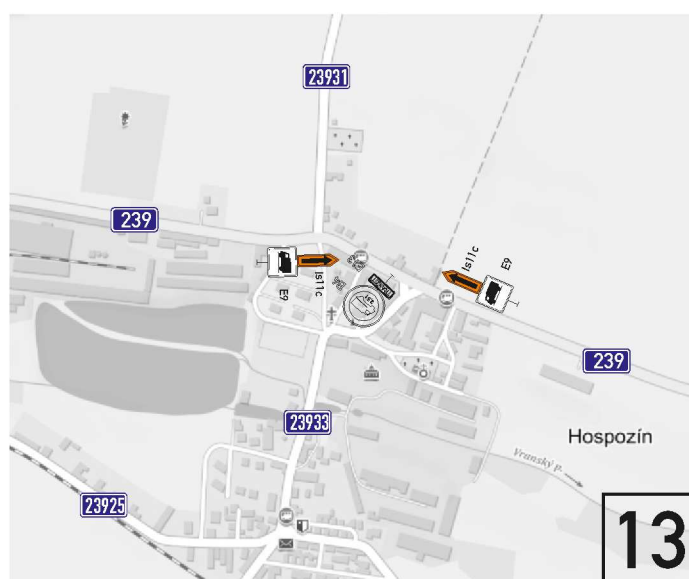 23931
239
Is11c
E9
Is11c
E9
239
23933
Hospozín
Vranský p.
23925
13